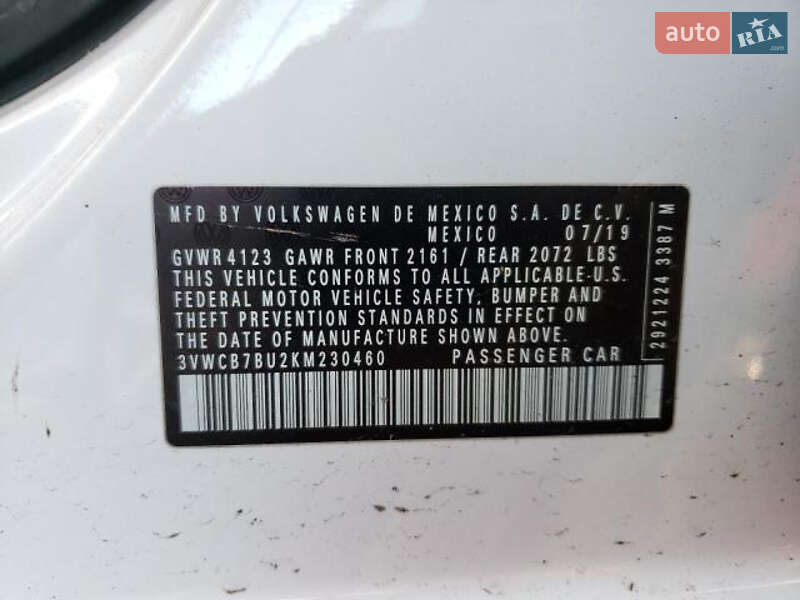 auto RIA
.com
MFD BY VOLKSWAGEN DE MEXICO S.A. DE C.V.
MEXICO 07/19
GVWR 4123 GAWR FRONT 2161 / REAR 2072 LBS
THIS VEHICLE CONFORMS TO ALL APPLICABLE-U.S.
FEDERAL MOTOR VEHICLE SAFETY, BUMPER AND
THEFT PREVENTION STANDARDS IN EFFECT ON
THE DATE OF MANUFACTURE SHOWN ABOVE.
3VWCB7BU2KM230460 PASSENGER CAR
2921224 3387 M